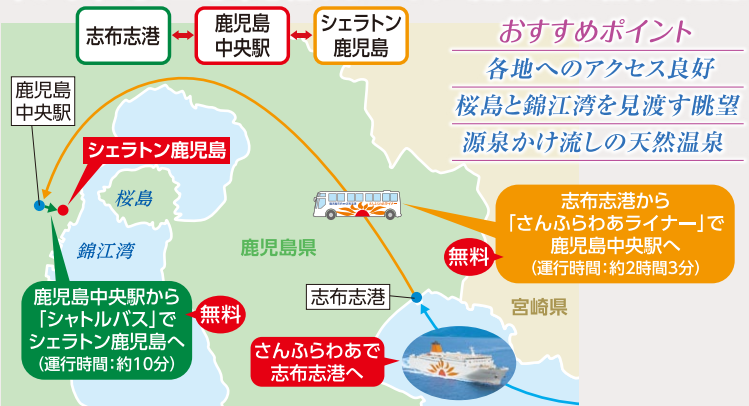 志布志港
鹿児島
中央駅
シェラトン
鹿児島
おすすめポイント
各地へのアクセス良好
桜島と錦江湾を見渡す眺望
源泉かけ流しの天然温泉
鹿児島
中央駅
シェラトン鹿児島
桜島
錦江湾
鹿児島県
志布志港から
「さんふらわあライナー」で
鹿児島中央駅へ
（運行時間：約2時間3分）
無料
鹿児島中央駅から
「シャトルバス」で
シェラトン鹿児島へ
（運行時間：約10分）
無料
志布志港
宮崎県
さんふらわあで
志布志港へ